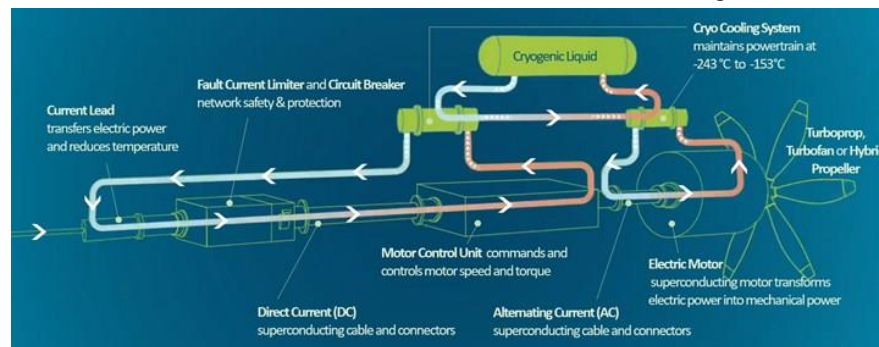 Cryo Cooling System
maintains powertrain at
-243 °C to -153°C
Cryogenic Liquid
Fault Current Limiter and Circuit Breaker
network safety & protection
Current Lead
transfers electric power
and reduces temperature
Turboprop,
Turbofan or Hybrid
Propeller
Motor Control Unit commands and
controls motor speed and torque
Electric Motor
superconducting motor transforms
electric power into mechanical power
Direct Current (DC)
superconducting cable and connectors
Alternating Current (AC)
superconducting cable and connectors